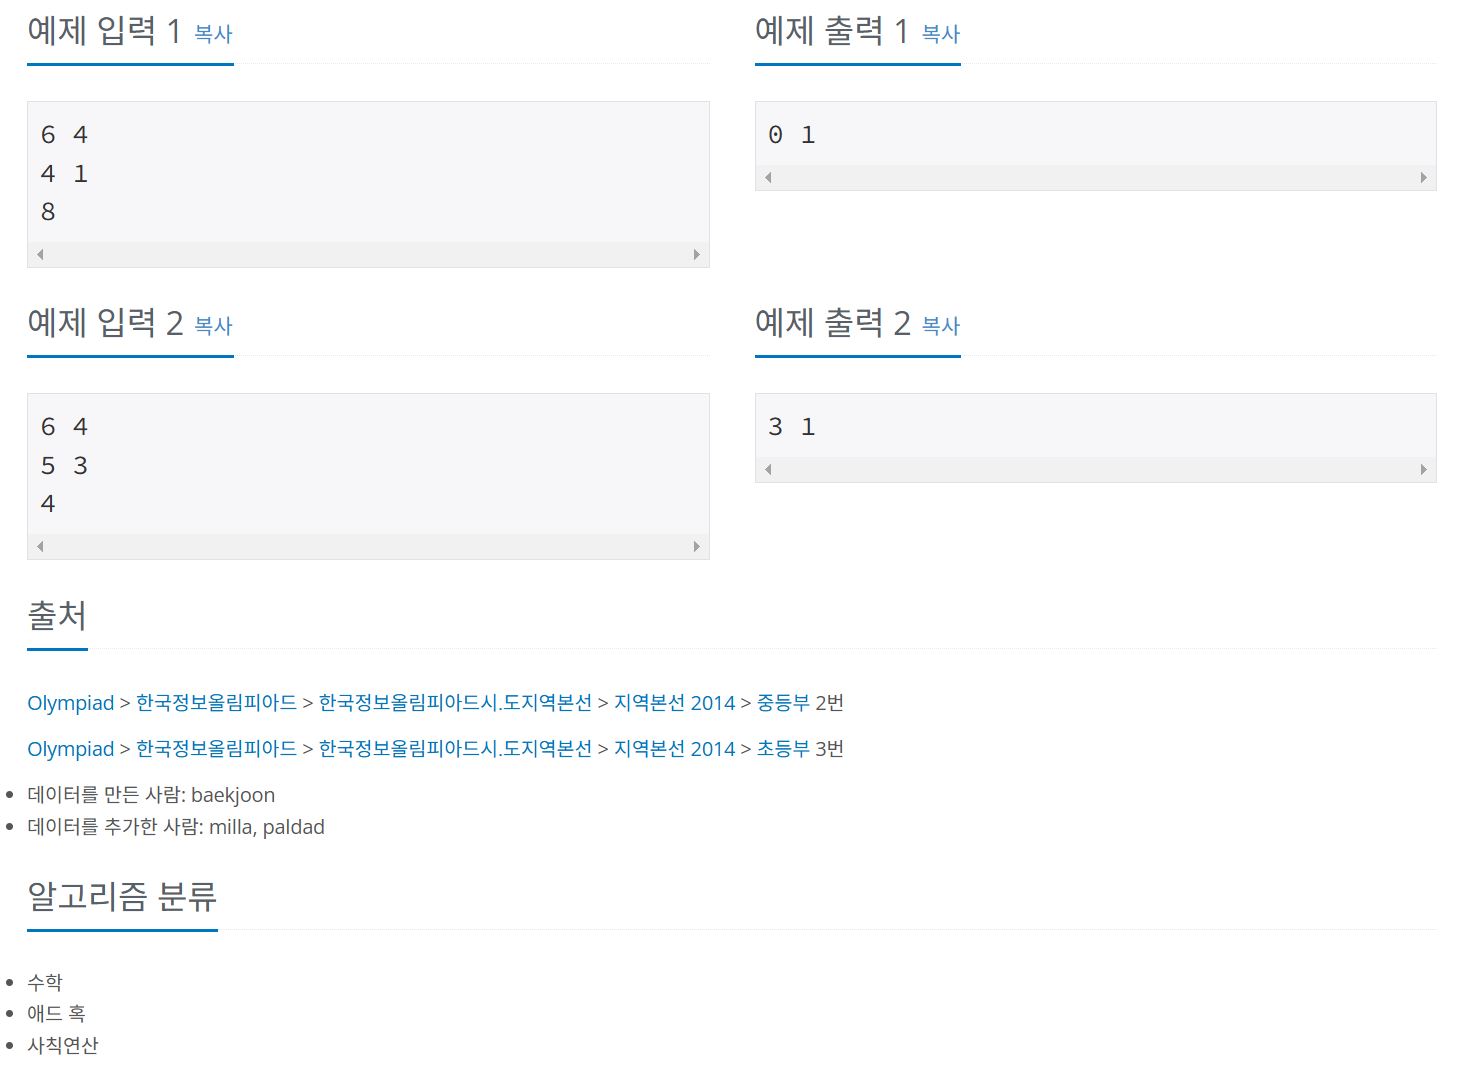 예제 입력 1 복사
6 4
4 1
8
예제 출력 1 복사
0 1
예제 입력 2 복사
6 4
5 3
4
예제 출력 2 복사
3 1
출처
Olympiad > 한국정보올림피아드 > 한국정보올림피아드시.도지역본선 > 지역본선 2014 > 중등부 2번
Olympiad > 한국정보올림피아드 > 한국정보올림피아드시.도지역본선 > 지역본선 2014 > 초등부 3번
데이터를 만든 사람: baekjoon
데이터를 추가한 사람: milla, paldad
알고리즘 분류
수학
애드 혹
사칙연산